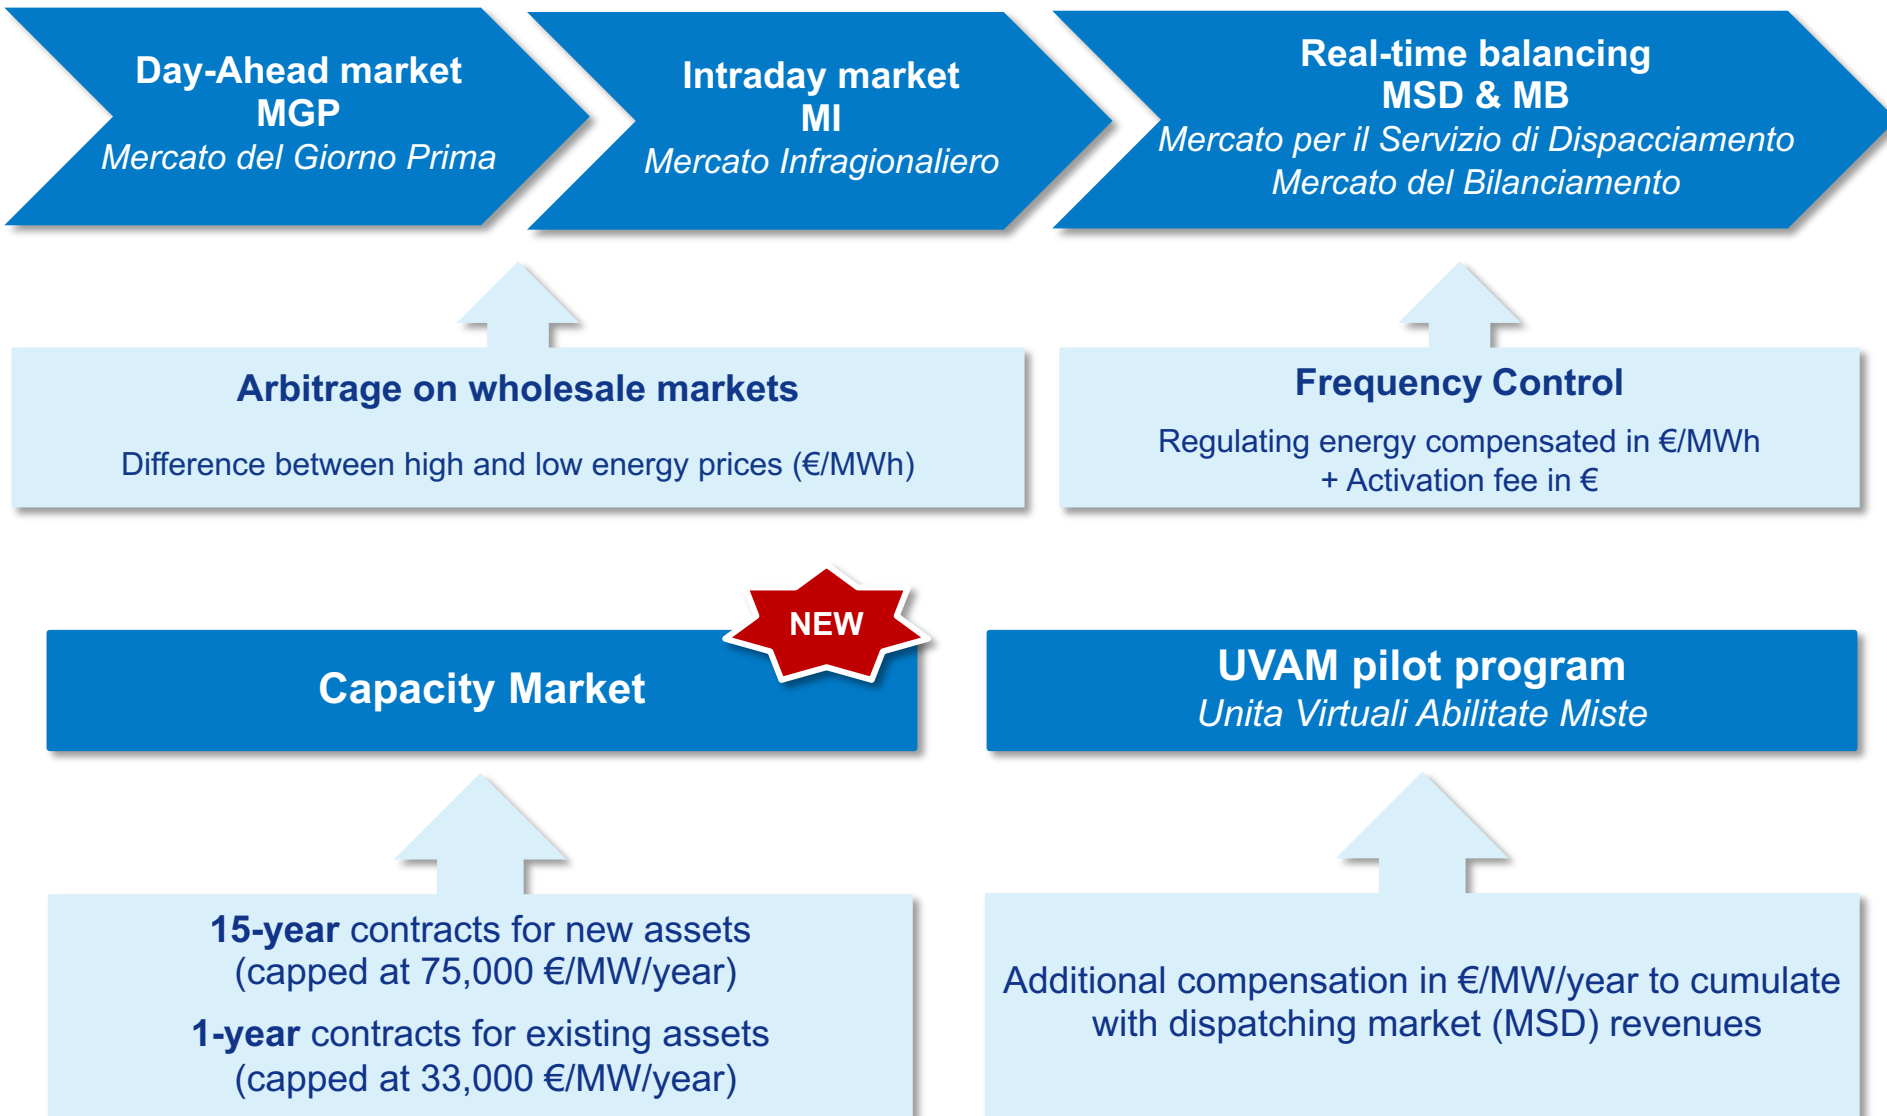 Day-Ahead market
MGP
Mercato del Giorno Prima
Intraday market
MI
Mercato Infragionaliero
Real-time balancing
MSD & MB
Mercato per il Servizio di Dispacciamento
Mercato del Bilanciamento
Arbitrage on wholesale markets
Difference between high and low energy prices (€/MWh)
Frequency Control
Regulating energy compensated in €/MWh
+ Activation fee in €
NEW
Capacity Market
UVAM pilot program
Unita Virtuali Abilitate Miste
15-year contracts for new assets
(capped at 75,000 €/MW/year)
1-year contracts for existing assets
(capped at 33,000 €/MW/year)
Additional compensation in €/MW/year to cumulate
with dispatching market (MSD) revenues